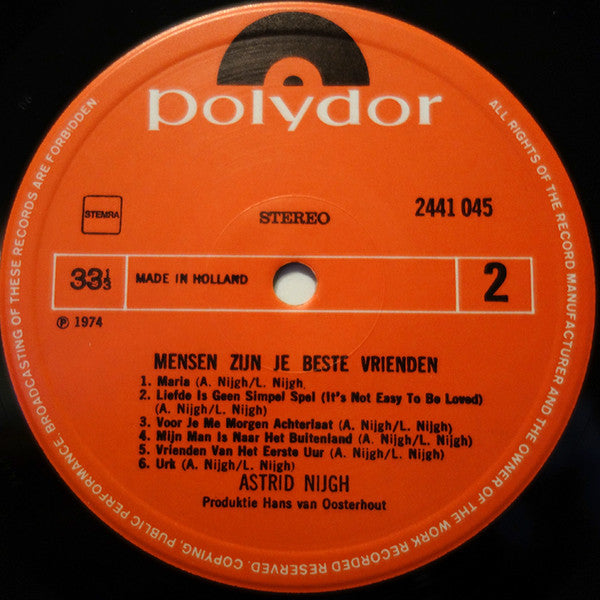 polydor
STEMRA
STEREO
2441 045
33⅓
MADE IN HOLLAND
2
℗ 1974
MENSEN ZIJN JE BESTE VRIENDEN
1. Maria (A. Nijgh/L. Nijgh.
2. Liefde Is Geen Simpel Spel (It's Not Easy To Be Loved)
(A. Nijgh/L. Nijgh)
3. Voor Je Me Morgen Achterlaat (A. Nijgh/L. Nijgh)
4. Mijn Man Is Naar Het Buitenland (A. Nijgh/L. Nijgh)
5. Vrienden Van Het Eerste Uur (A. Nijgh/L. Nijgh)
6. Urk (A. Nijgh/L. Nijgh)
ASTRID NIJGH
Produktie Hans van Oosterhout
ALL RIGHTS OF THE RECORD MANUFACTURER AND THE OWNER OF THE WORK RECORDED RESERVED. COPYING, PUBLIC PERFORMANCE, BROADCASTING OF THESE RECORDS ARE FORBIDDEN.